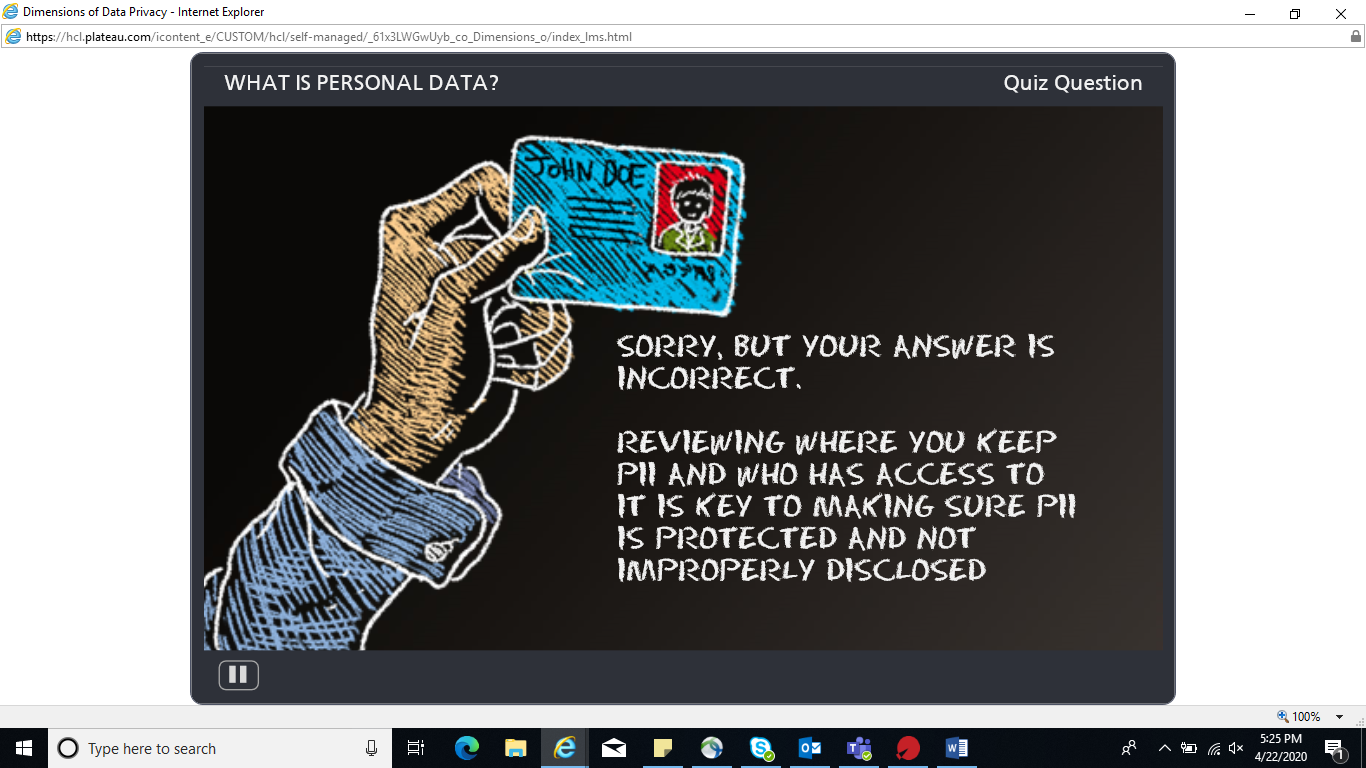 Dimensions of Data Privacy - Internet Explorer
https://hcl.plateau.com/icontent_e/CUSTOM/hcl/self-managed/_61x3LWGwUyb_co_Dimensions_o/index_lms.html
WHAT IS PERSONAL DATA?
Quiz Question
JOHN DOE
SORRY, BUT YOUR ANSWER IS
INCORRECT.
REVIEWING WHERE YOU KEEP
PII AND WHO HAS ACCESS TO
IT IS KEY TO MAKING SURE PII
IS PROTECTED AND NOT
IMPROPERLY DISCLOSED
100%
Type here to search
5:25 PM
4/22/2020
1